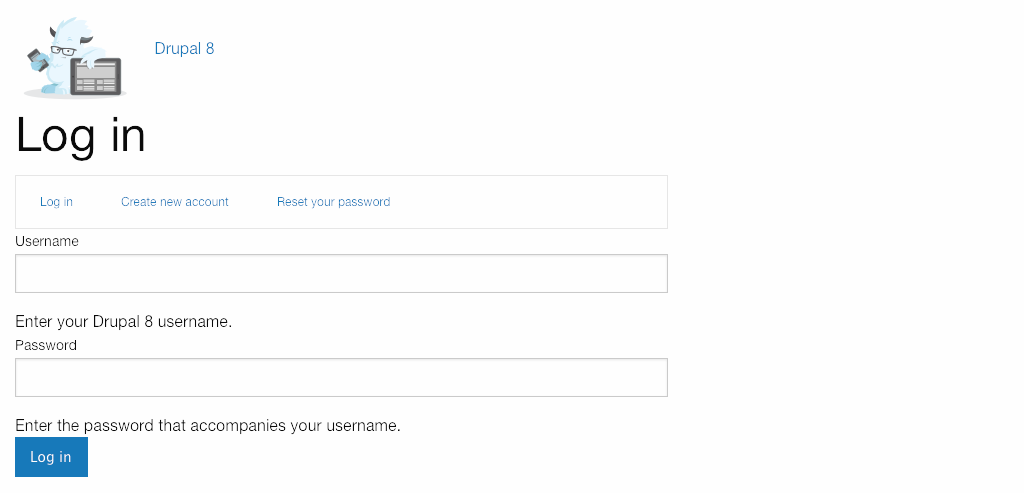 Drupal 8
Log in
Log in Create new account Reset your password
Username
Enter your Drupal 8 username.
Password
Enter the password that accompanies your username.
Log in